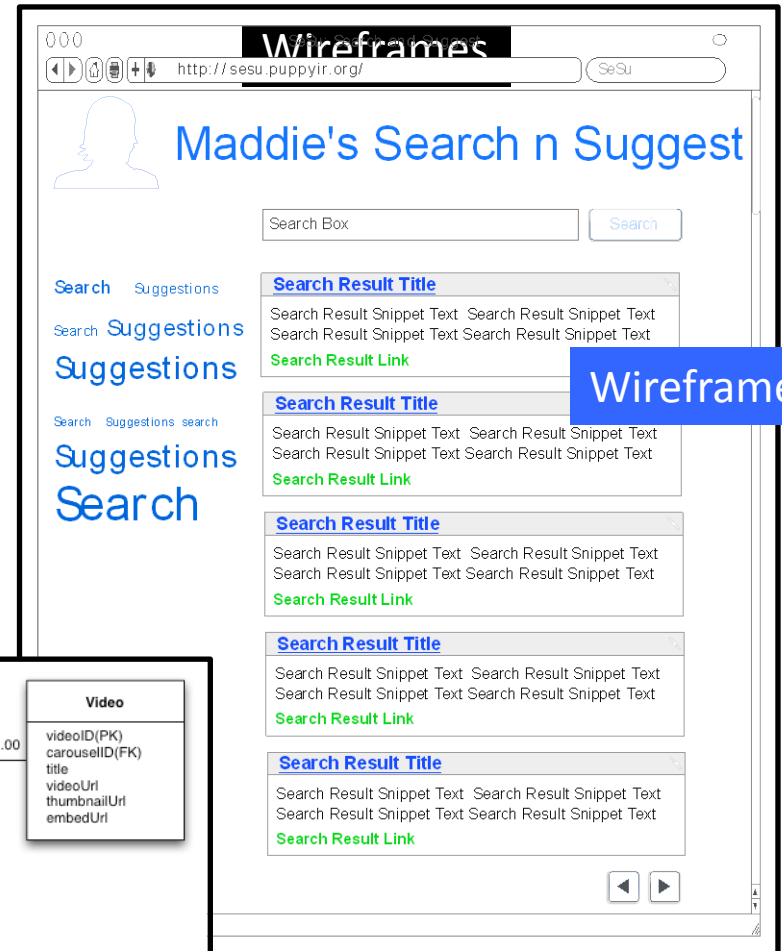 Wireframes
SeSu Search and Suggest
http://sesu.puppyir.org/
SeSu
Maddie's Search n Suggest
Search Box
Search
Search Suggestions
Search Suggestions
Suggestions
Search Suggestions search
Suggestions
Search
Search Result Title
Search Result Snippet Text Search Result Snippet Text
Search Result Snippet Text Search Result Snippet Text
Search Result Link
Wireframe
Search Result Title
Search Result Snippet Text Search Result Snippet Text
Search Result Snippet Text Search Result Snippet Text
Search Result Link
Search Result Title
Search Result Snippet Text Search Result Snippet Text
Search Result Snippet Text Search Result Snippet Text
Search Result Link
Search Result Title
Search Result Snippet Text Search Result Snippet Text
Search Result Snippet Text Search Result Snippet Text
Search Result Link
Search Result Title
Search Result Snippet Text Search Result Snippet Text
Search Result Snippet Text Search Result Snippet Text
Search Result Link
.00
Video
videoID(PK)
carouselID(FK)
title
videoUrl
thumbnailUrl
embedUrl